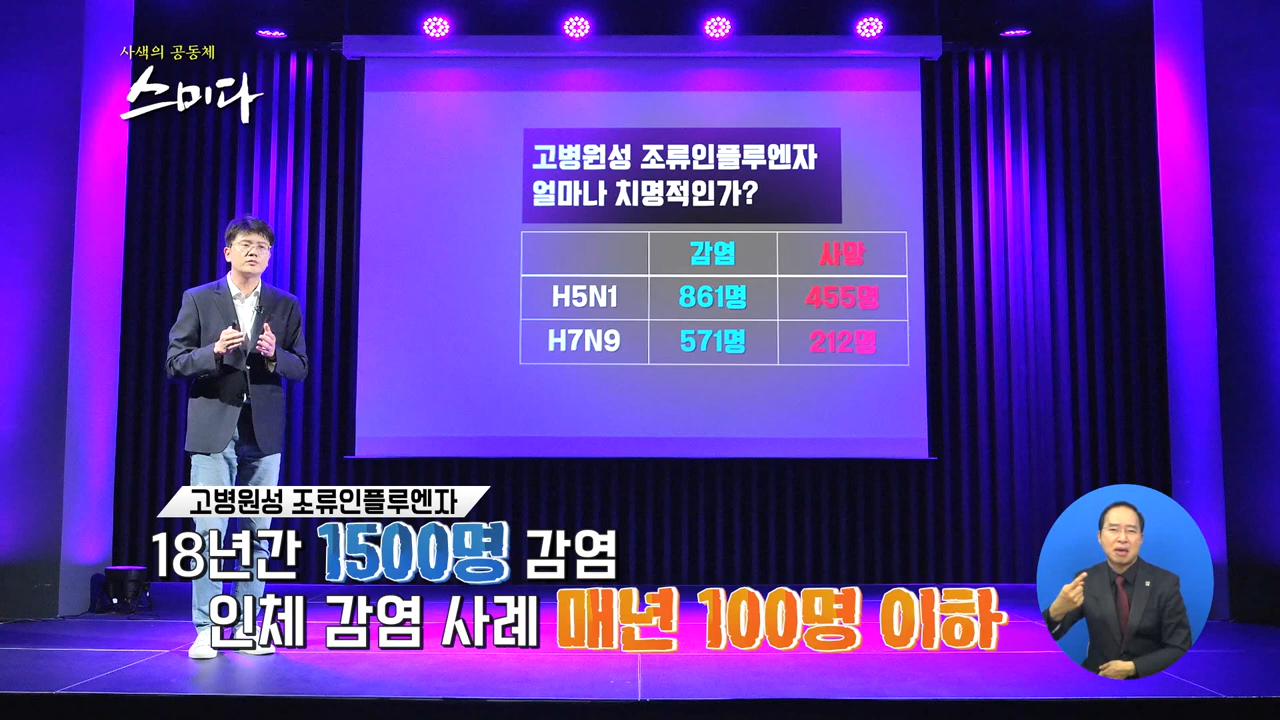 사색의 공동체
스미다
고병원성 조류인플루엔자
얼마나 치명적인가?
감염 사망
H5N1 861명 455명
H7N9 571명 212명
고병원성 조류인플루엔자
18년간 1500명 감염
인체 감염 사례 매년 100명 이하